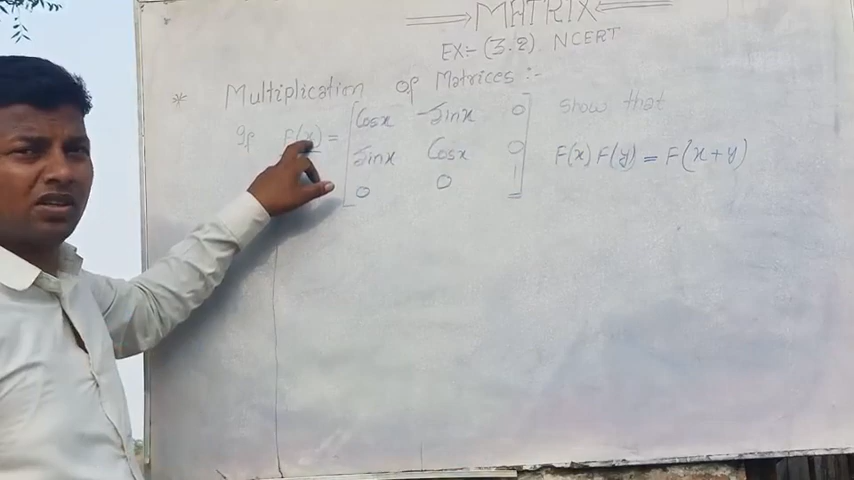 MATRIX
EX:- (3.2) NCERT
* Multiplication of Matrices :-
If F(x) = [ Cosx -Sinx 0 show that
Sinx Cosx 0 F(x) F(y) = F(x+y)
0 0 1 ]